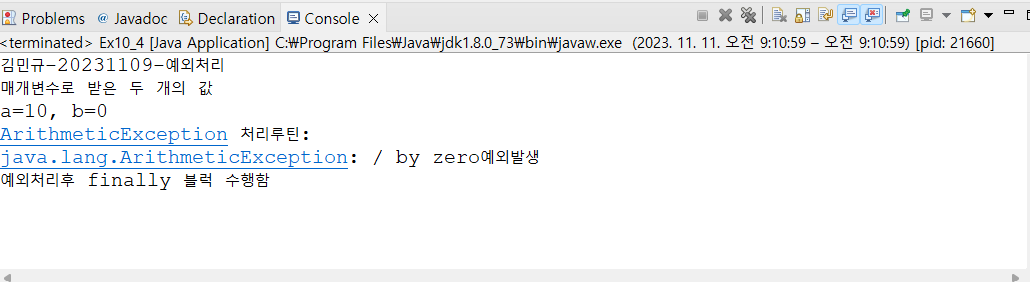 Problems @ Javadoc Declaration Console
<terminated> Ex10_4 [Java Application] C:₩Program Files₩Java₩jdk1.8.0_73₩bin₩javaw.exe (2023. 11. 11. 오전 9:10:59 – 오전 9:10:59) [pid: 21660]
김민규-20231109-예외처리
매개변수로 받은 두 개의 값
a=10, b=0
ArithmeticException 처리루틴:
java.lang.ArithmeticException: / by zero예외발생
예외처리후 finally 블럭 수행함